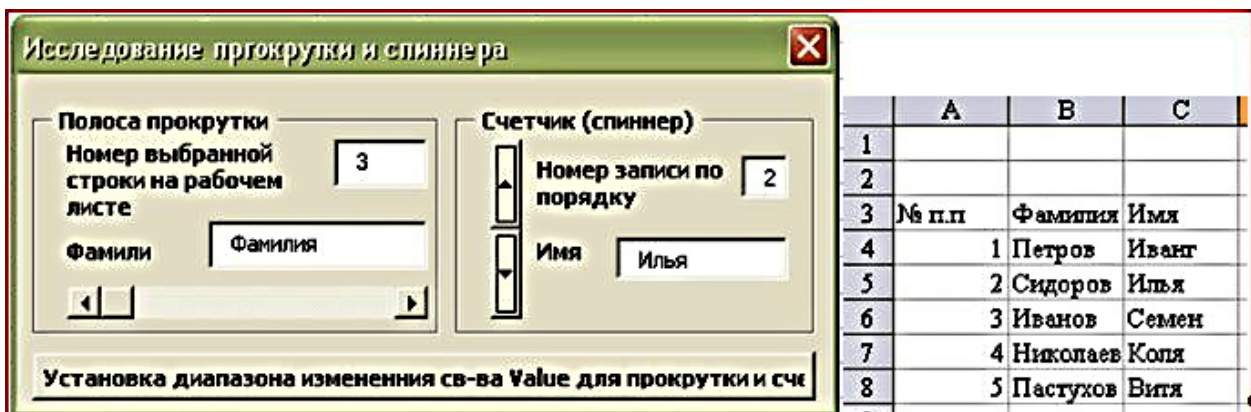 Исследование пргокрутки и спиннера
Полоса прокрутки
Номер выбранной
строки на рабочем
листе
3
Фамили
Фамилия
Счетчик (спиннер)
Номер записи по
порядку
2
Имя
Илья
Установка диапазона измененния св-ва Value для прокрутки и сче
A B C
1
2
3 № п.п Фамилия Имя
4 1 Петров Иванг
5 2 Сидоров Илья
6 3 Иванов Семен
7 4 Николаев Коля
8 5 Пастухов Витя